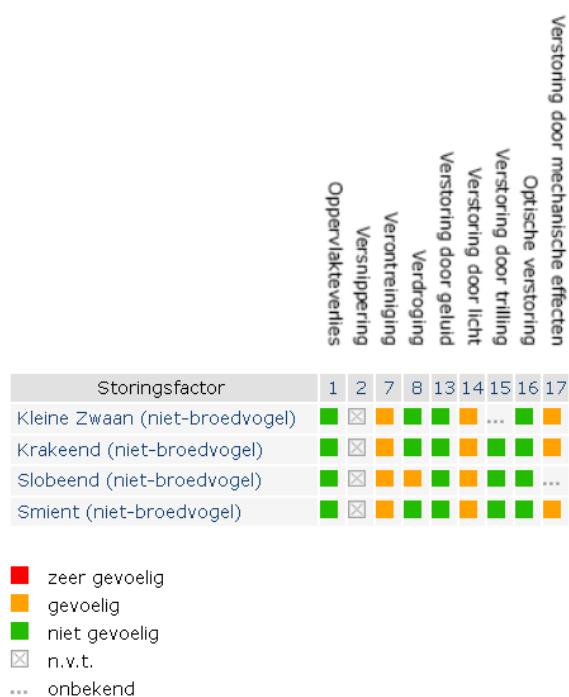 Oppervlakteverlies
Versnippering
Verontreiniging
Verdroging
Verstoring door geluid
Verstoring door licht
Verstoring door trilling
Optische verstoring
Verstoring door mechanische effecten
Storingsfactor 1 2 7 8 13 14 15 16 17
Kleine Zwaan (niet-broedvogel) ...
Krakeend (niet-broedvogel)
Slobeend (niet-broedvogel) ...
Smient (niet-broedvogel)
zeer gevoelig
gevoelig
niet gevoelig
n.v.t.
... onbekend